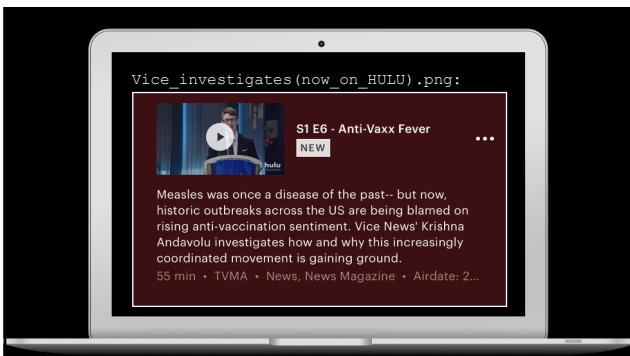 Vice_investigates(now_on_HULU).png:
S1 E6 - Anti-Vaxx Fever
NEW
hulu
Measles was once a disease of the past-- but now,
historic outbreaks across the US are being blamed on
rising anti-vaccination sentiment. Vice News' Krishna
Andavolu investigates how and why this increasingly
coordinated movement is gaining ground.
55 min • TVMA • News, News Magazine • Airdate: 2...